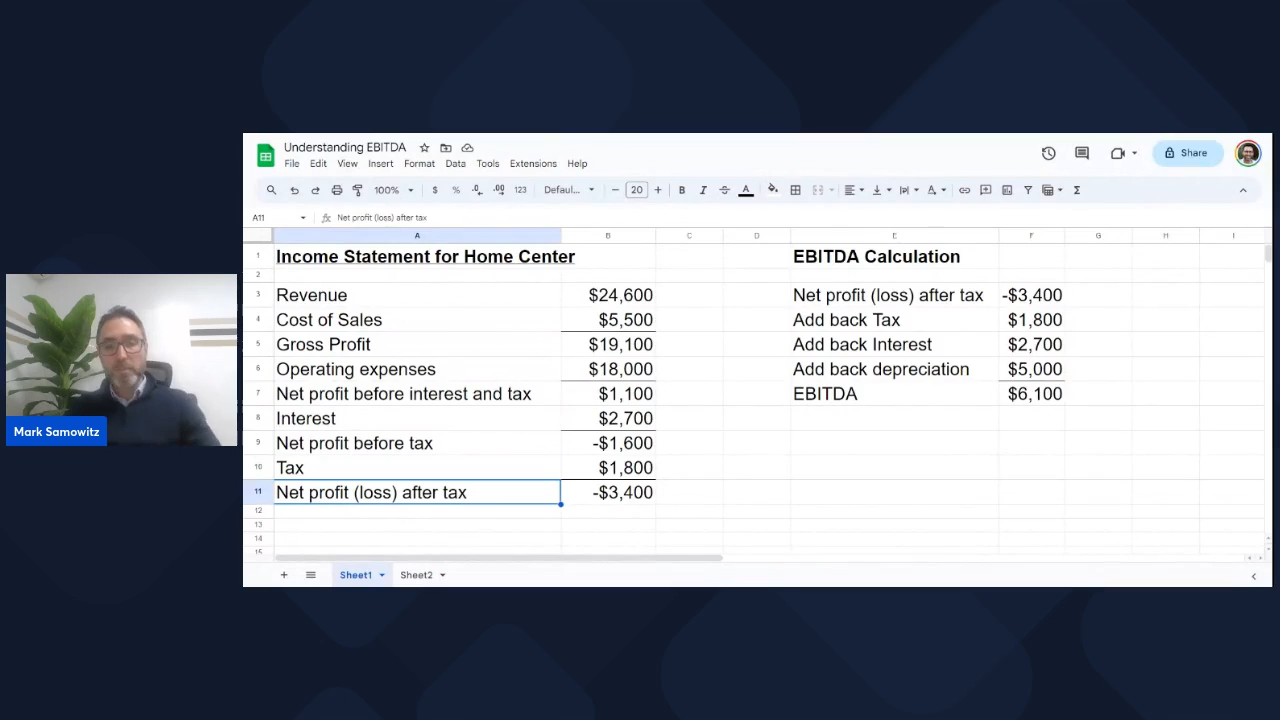 Understanding EBITDA
File Edit View Insert Format Data Tools Extensions Help
Share
100% $ % .0 .00 123 Defaul... − 20 + B I A Σ
A11 fx Net profit (loss) after tax
A B C D E F G H I
1 Income Statement for Home Center EBITDA Calculation
2
3 Revenue $24,600 Net profit (loss) after tax -$3,400
4 Cost of Sales $5,500 Add back Tax $1,800
5 Gross Profit $19,100 Add back Interest $2,700
6 Operating expenses $18,000 Add back depreciation $5,000
7 Net profit before interest and tax $1,100 EBITDA $6,100
8 Interest $2,700
9 Net profit before tax -$1,600
10 Tax $1,800
11 Net profit (loss) after tax -$3,400
12
13
14
15
Sheet1 Sheet2
Mark Samowitz